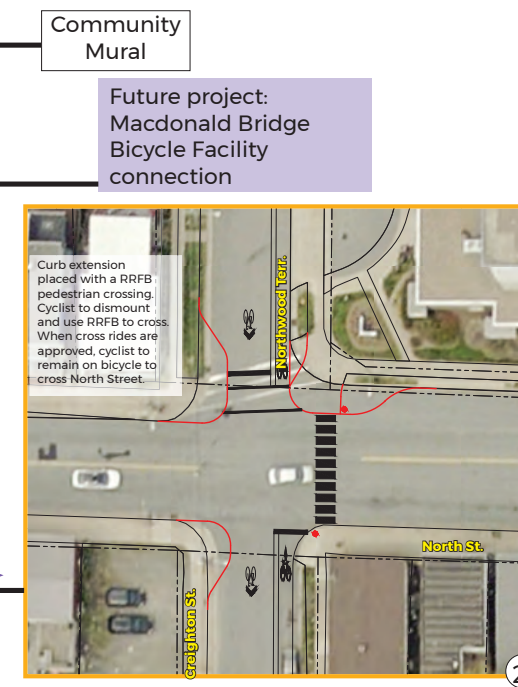 Community
Mural
Future project:
Macdonald Bridge
Bicycle Facility
connection
Curb extension
placed with a RRFB
pedestrian crossing.
Cyclist to dismount
and use RRFB to cross.
When cross rides are
approved, cyclist to
remain on bicycle to
cross North Street.
Northwood Terr.
North St.
Creighton St.
2